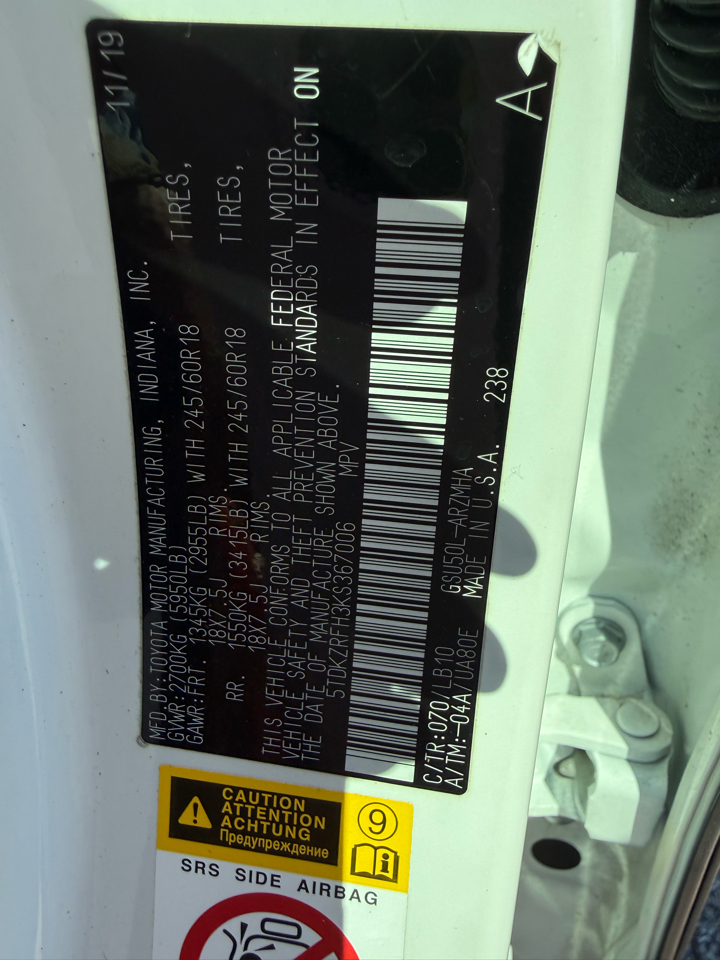 MFD.BY:TOYOTA MOTOR MANUFACTURING, INDIANA, INC. 11/19
GVWR:2700KG(5950LB)
GAWR:FRT. 1345KG(2955LB) WITH 245/60R18 TIRES,
18X7.5J RIMS
RR. 1550KG(3415LB) WITH 245/60R18 TIRES,
18X7.5J RIMS
THIS VEHICLE CONFORMS TO ALL APPLICABLE FEDERAL MOTOR
VEHICLE SAFETY AND THEFT PREVENTION STANDARDS IN EFFECT ON
THE DATE OF MANUFACTURE SHOWN ABOVE.
5TDKZRFH3KS367006 MPV
C/TR:070/LB10 GSU50L-ARZMHA
A/TM:-04A/UA80E MADE IN U.S.A. 238
A
CAUTION
ATTENTION
ACHTUNG
Предупреждение
9
SRS SIDE AIRBAG